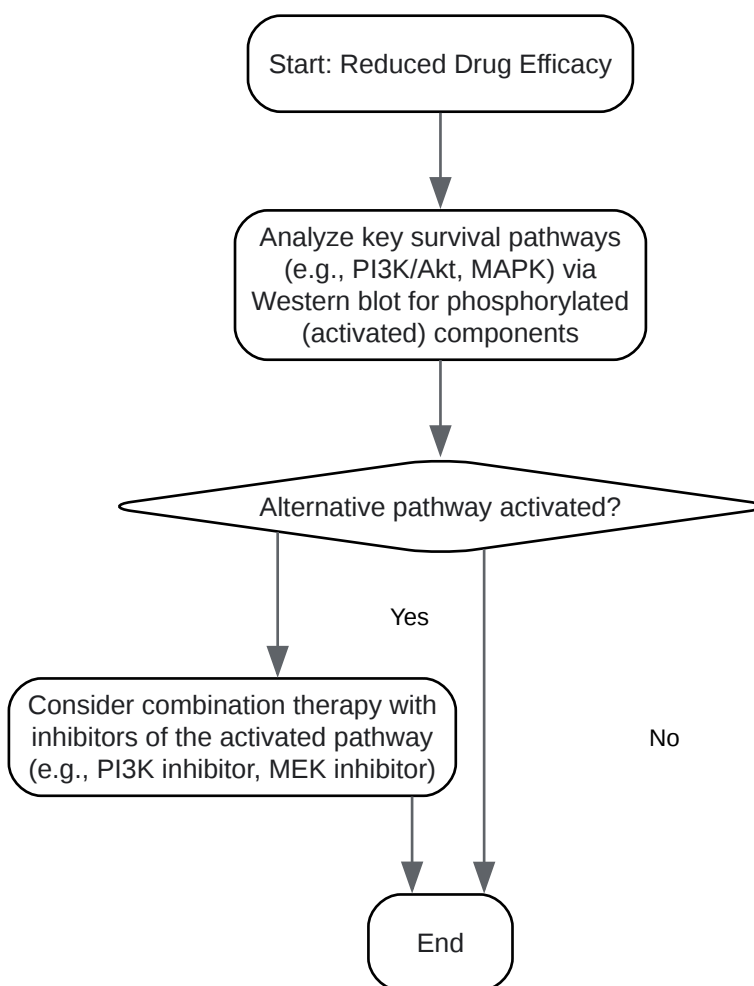 Start: Reduced Drug Efficacy
Analyze key survival pathways
(e.g., PI3K/Akt, MAPK) via
Western blot for phosphorylated
(activated) components
Alternative pathway activated?
Yes
Consider combination therapy with
inhibitors of the activated pathway
(e.g., PI3K inhibitor, MEK inhibitor)
No
End